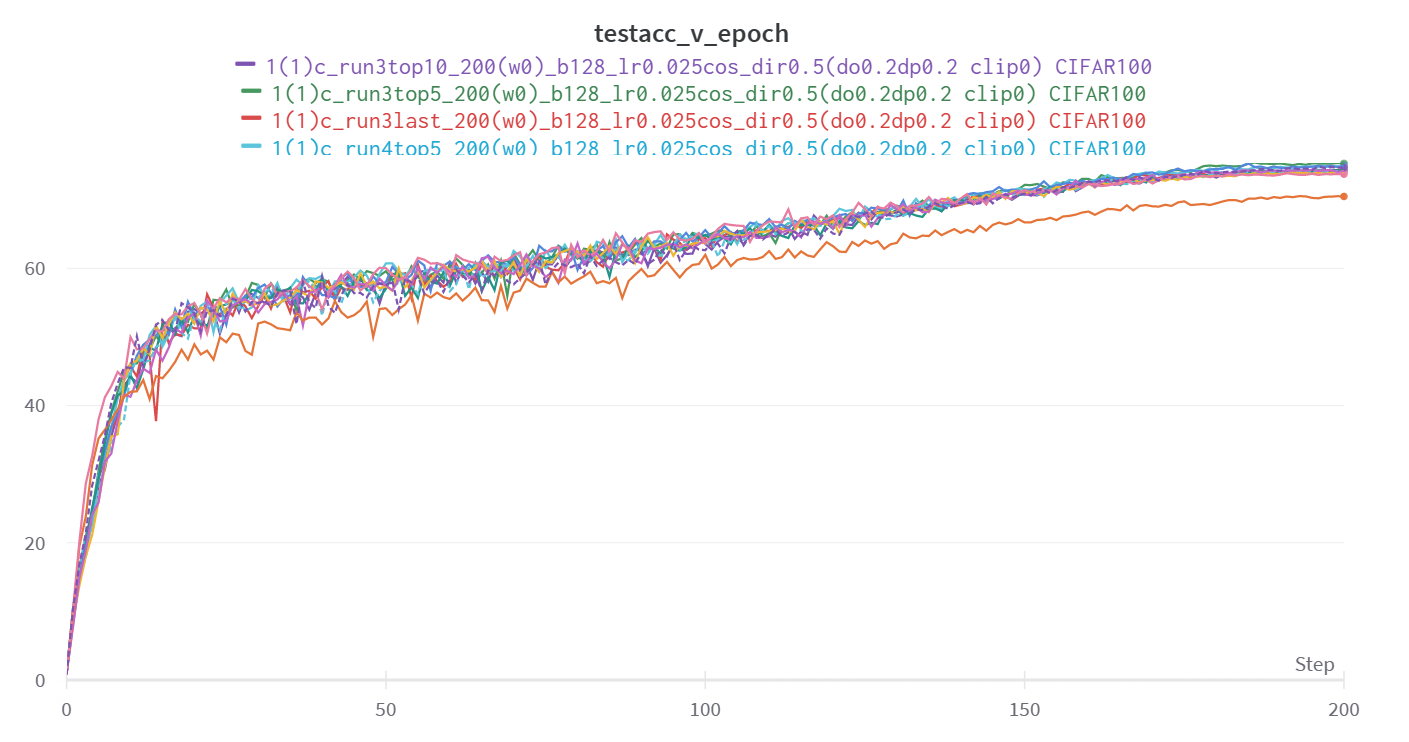 testacc_v_epoch
1(1)c_run3top10_200(w0)_b128_lr0.025cos_dir0.5(do0.2dp0.2 clip0) CIFAR100
1(1)c_run3top5_200(w0)_b128_lr0.025cos_dir0.5(do0.2dp0.2 clip0) CIFAR100
1(1)c_run3last_200(w0)_b128_lr0.025cos_dir0.5(do0.2dp0.2 clip0) CIFAR100
1(1)c_run4top5_200(w0)_b128_lr0.025cos_dir0.5(do0.2dp0.2 clip0) CIFAR100
60
40
20
0
Step
0 50 100 150 200